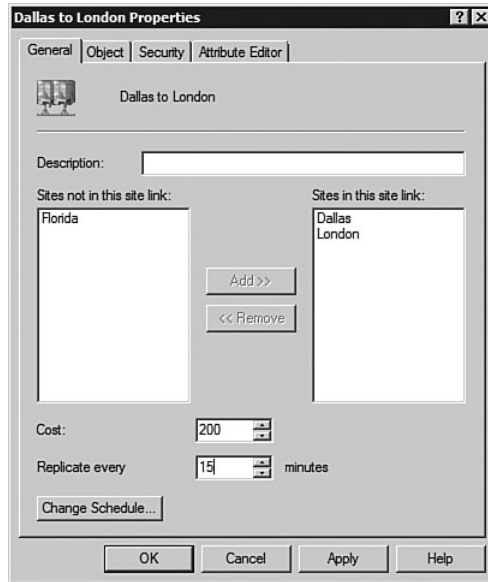 Dallas to London Properties
General Object Security Attribute Editor
Dallas to London
Description:
Sites not in this site link:
Florida
Sites in this site link:
Dallas
London
Add >>
<< Remove
Cost:
200
Replicate every
15
minutes
Change Schedule...
OK Cancel Apply Help